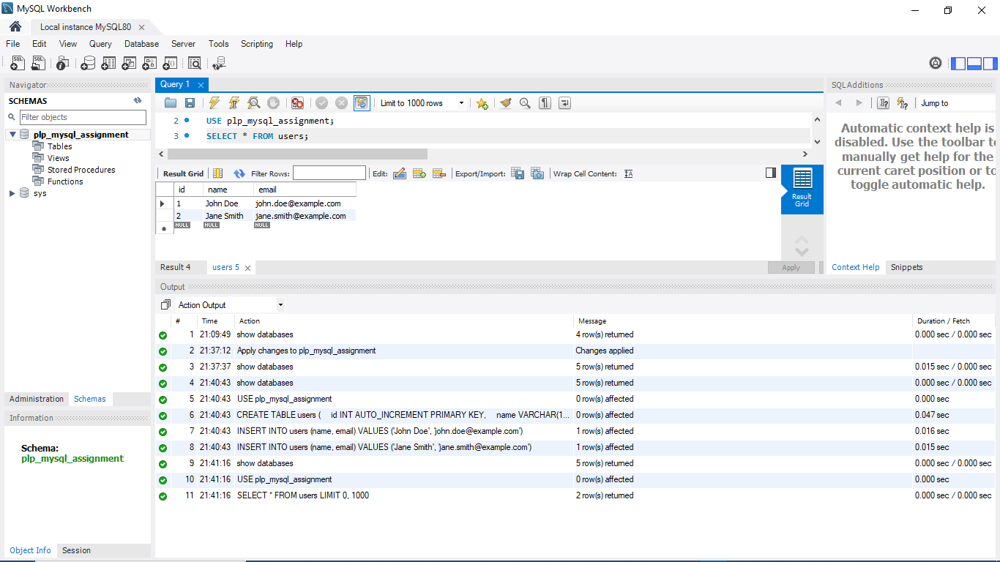 MySQL Workbench
Local instance MySQL80
File Edit View Query Database Server Tools Scripting Help
Navigator
SCHEMAS
Filter objects
plp_mysql_assignment
Tables
Views
Stored Procedures
Functions
sys
Administration Schemas
Information
Schema:
plp_mysql_assignment
Object Info Session
Query 1
Limit to 1000 rows
2 USE plp_mysql_assignment;
3 SELECT * FROM users;
Result Grid Filter Rows: Edit: Export/Import: Wrap Cell Content:
id name email
1 John Doe john.doe@example.com
2 Jane Smith jane.smith@example.com
NULL NULL NULL
Result
Grid
Result 4 users 5 Apply
SQLAdditions
Jump to
Automatic context help is
disabled. Use the toolbar to
manually get help for the
current caret position or to
toggle automatic help.
Context Help Snippets
Output
Action Output
# Time Action Message Duration / Fetch
1 21:09:49 show databases 4 row(s) returned 0.000 sec / 0.000 sec
2 21:37:12 Apply changes to plp_mysql_assignment Changes applied
3 21:37:37 show databases 5 row(s) returned 0.015 sec / 0.000 sec
4 21:40:43 show databases 5 row(s) returned 0.000 sec / 0.000 sec
5 21:40:43 USE plp_mysql_assignment 0 row(s) affected 0.000 sec
6 21:40:43 CREATE TABLE users ( id INT AUTO_INCREMENT PRIMARY KEY, name VARCHAR(1... 0 row(s) affected 0.047 sec
7 21:40:43 INSERT INTO users (name, email) VALUES ('John Doe', 'john.doe@example.com') 1 row(s) affected 0.016 sec
8 21:40:43 INSERT INTO users (name, email) VALUES ('Jane Smith', 'jane.smith@example.com') 1 row(s) affected 0.015 sec
9 21:41:16 show databases 5 row(s) returned 0.000 sec / 0.000 sec
10 21:41:16 USE plp_mysql_assignment 0 row(s) affected 0.000 sec
11 21:41:16 SELECT * FROM users LIMIT 0, 1000 2 row(s) returned 0.000 sec / 0.000 sec